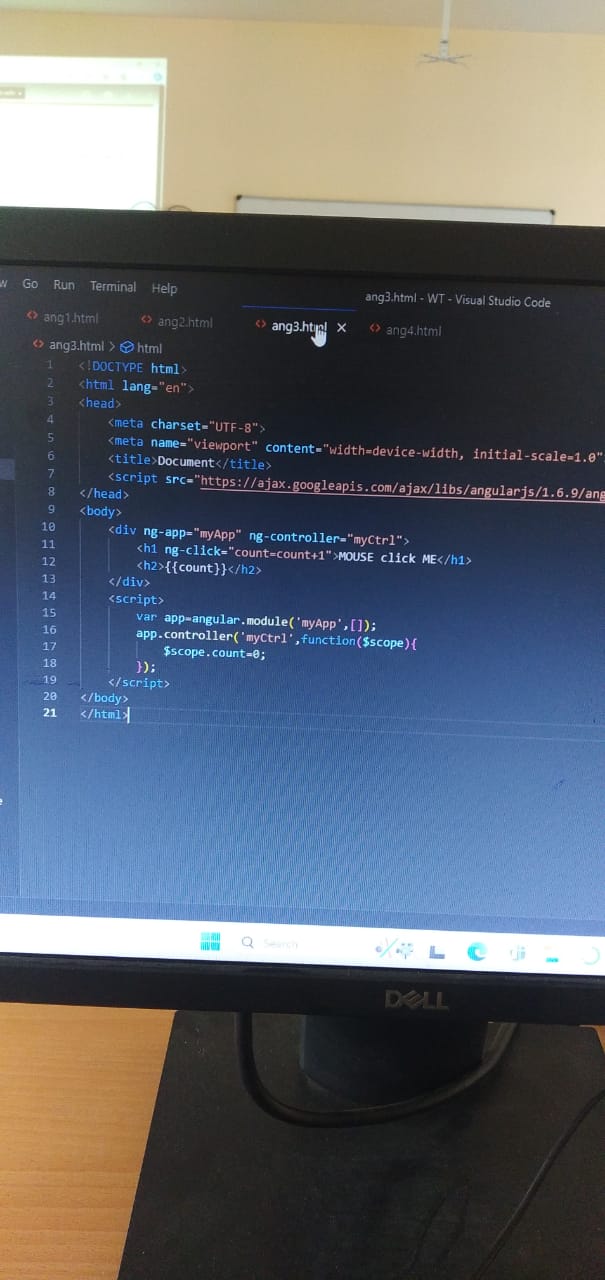 w Go Run Terminal Help
ang3.html - WT - Visual Studio Code
<> ang1.html <> ang2.html <> ang3.html × <> ang4.html
<> ang3.html > html
1 <!DOCTYPE html>
2 <html lang="en">
3 <head>
4 <meta charset="UTF-8">
5 <meta name="viewport" content="width=device-width, initial-scale=1.0"
6 <title>Document</title>
7 <script src="https://ajax.googleapis.com/ajax/libs/angularjs/1.6.9/ang
8 </head>
9 <body>
10 <div ng-app="myApp" ng-controller="myCtrl">
11 <h1 ng-click="count=count+1">MOUSE click ME</h1>
12 <h2>{{count}}</h2>
13 </div>
14 <script>
15 var app=angular.module('myApp',[]);
16 app.controller('myCtrl',function($scope){
17 $scope.count=0;
18 });
19 </script>
20 </body>
21 </html>
Search
DELL